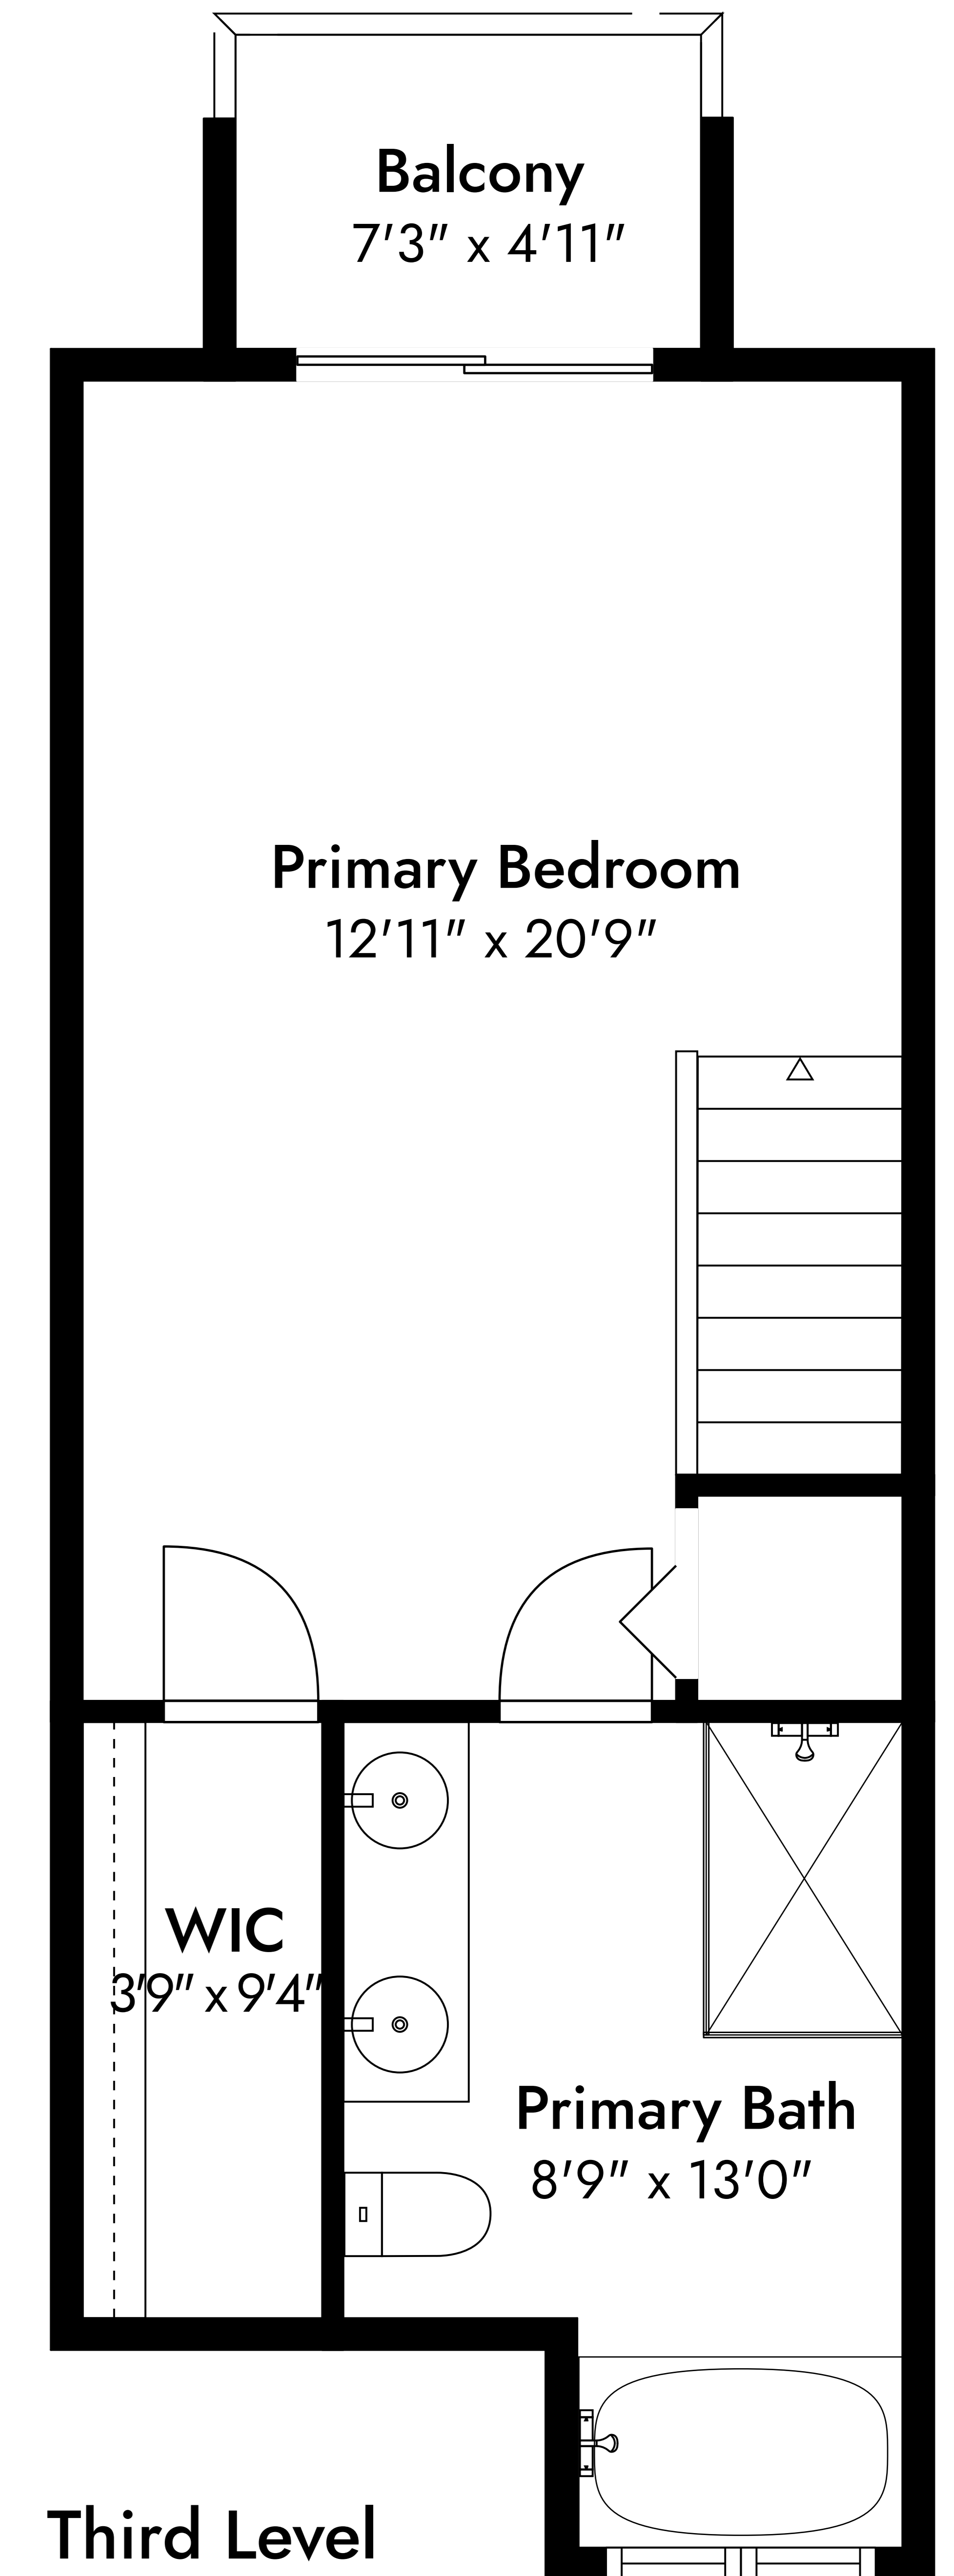 Balcony
7'3" x 4'11"
Primary Bedroom
12'11" x 20'9"
WIC
3'9" x 9'4"
Primary Bath
8'9" x 13'0"
Third Level